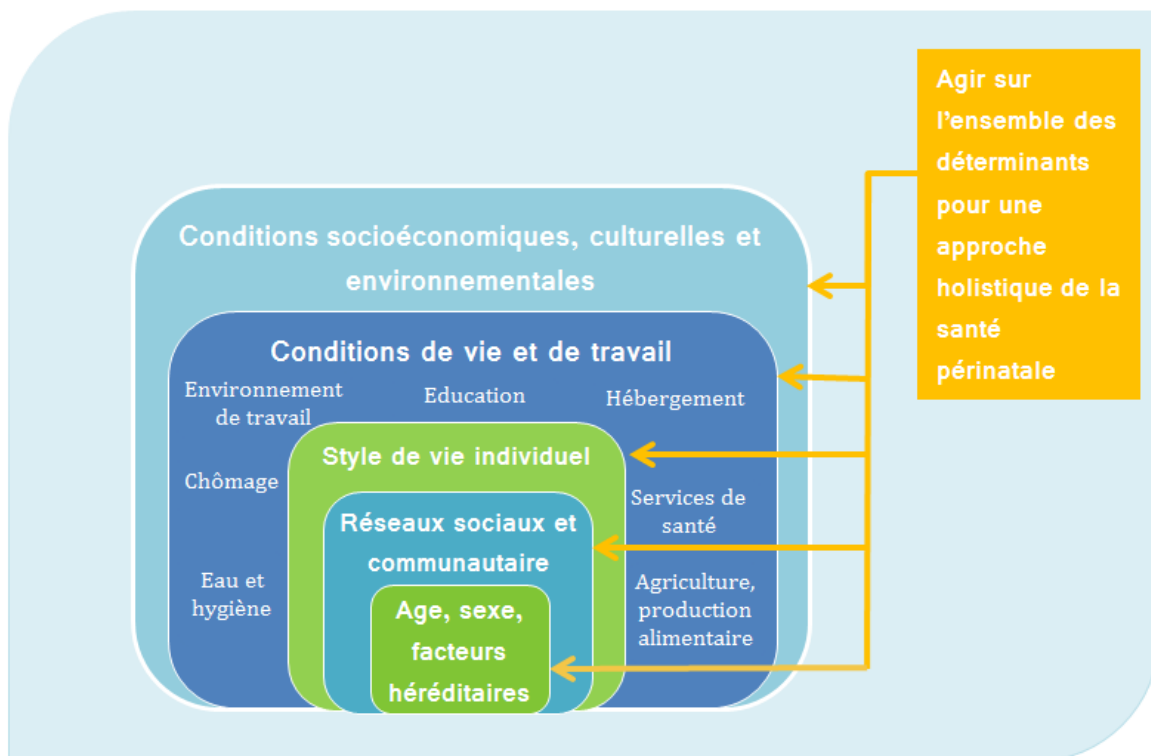 Agir sur
l'ensemble des
déterminants
pour une
approche
holistique de la
santé
périnatale
Conditions socioéconomiques, culturelles et
environnementales
Conditions de vie et de travail
Environnement
de travail
Education
Hébergement
Chômage
Services de
santé
Eau et
hygiène
Agriculture,
production
alimentaire
Style de vie individuel
Réseaux sociaux et
communautaire
Age, sexe,
facteurs
héréditaires